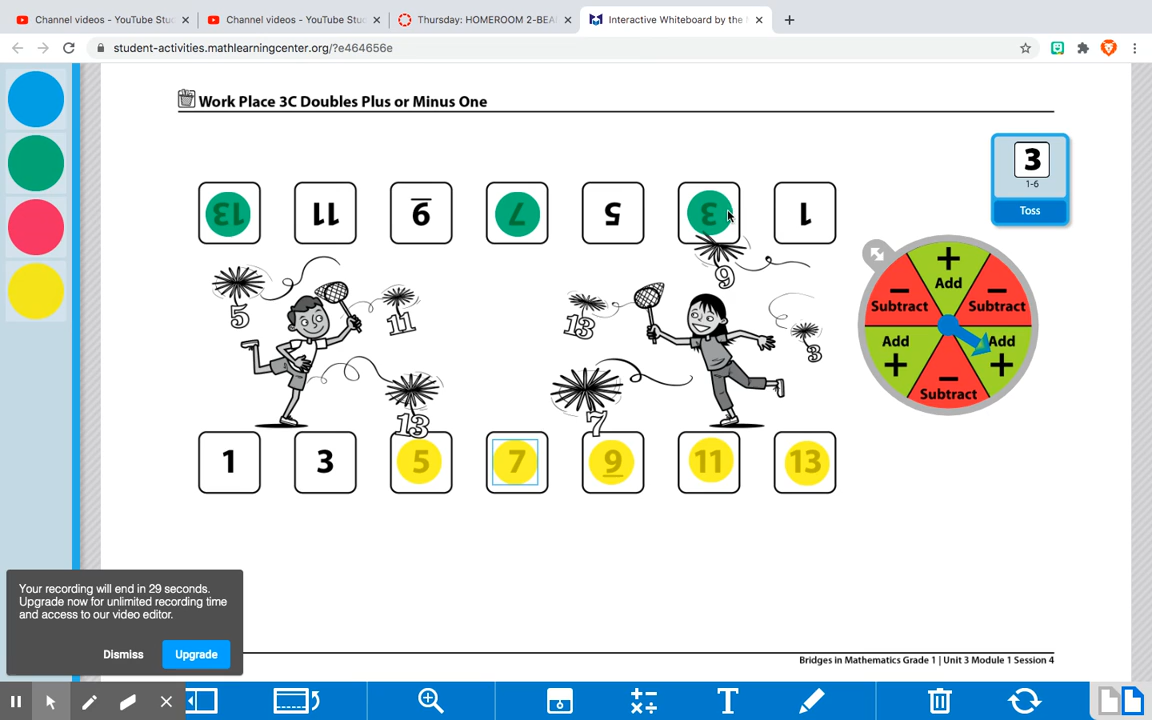 Channel videos - YouTube Stu
Channel videos - YouTube Stu
Thursday: HOMEROOM 2-BEA
Interactive Whiteboard by the
student-activities.mathlearningcenter.org/?e464656e
Work Place 3C Doubles Plus or Minus One
3
1-6
Toss
13 11 9 7 5 3 1
+
Add
−
Subtract
−
Subtract
Add
+
Add
+
−
Subtract
5
11
13
9
13
3
7
1 3 5 7 9 11 13
Your recording will end in 29 seconds.
Upgrade now for unlimited recording time
and access to our video editor.
Dismiss
Upgrade
Bridges in Mathematics Grade 1 | Unit 3 Module 1 Session 4
T